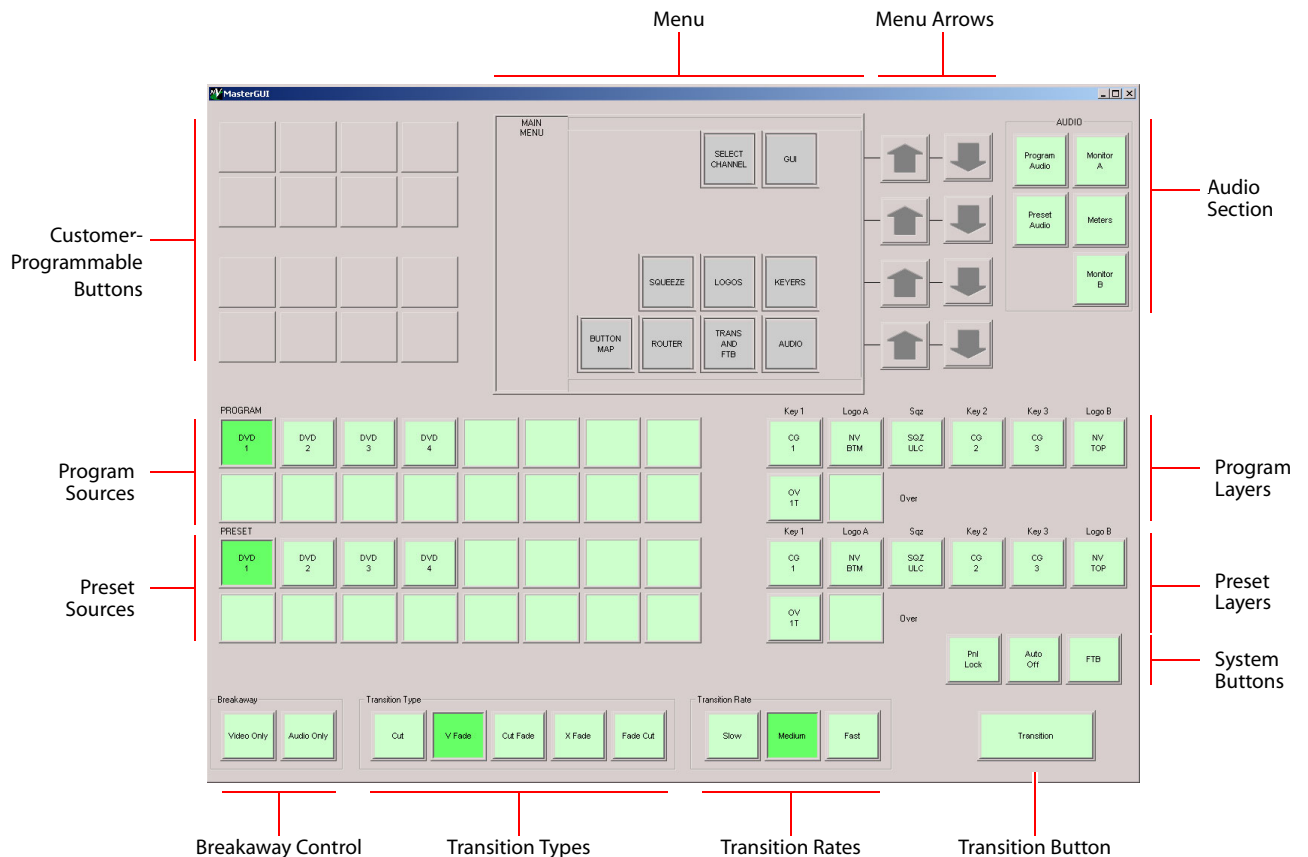 Menu
Menu Arrows
MasterGUI
MAIN
MENU
SELECT
CHANNEL
GUI
SQUEEZE
LOGOS
KEYERS
BUTTON
MAP
ROUTER
TRANS
AND
FTB
AUDIO
AUDIO
Program
Audio
Monitor
A
Preset
Audio
Meters
Monitor
B
Audio
Section
Customer-
Programmable
Buttons
PROGRAM
DVD
1
DVD
2
DVD
3
DVD
4
Key 1
Logo A
Sqz
Key 2
Key 3
Logo B
CG
1
NV
BTM
SQZ
ULC
CG
2
CG
3
NV
TOP
OV
1T
Over
Program
Sources
Program
Layers
PRESET
DVD
1
DVD
2
DVD
3
DVD
4
Key 1
Logo A
Sqz
Key 2
Key 3
Logo B
CG
1
NV
BTM
SQZ
ULC
CG
2
CG
3
NV
TOP
OV
1T
Over
Preset
Sources
Preset
Layers
Pnl
Lock
Auto
Off
FTB
System
Buttons
Breakaway
Video Only
Audio Only
Transition Type
Cut
V Fade
Cut Fade
X Fade
Fade Cut
Transition Rate
Slow
Medium
Fast
Transition
Breakaway Control
Transition Types
Transition Rates
Transition Button